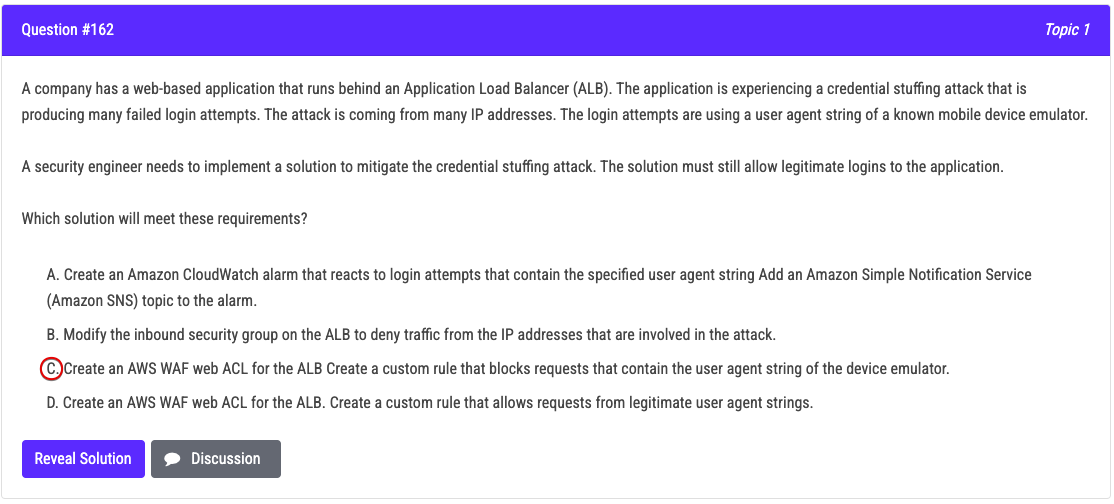 Question #162
Topic 1
A company has a web-based application that runs behind an Application Load Balancer (ALB). The application is experiencing a credential stuffing attack that is
producing many failed login attempts. The attack is coming from many IP addresses. The login attempts are using a user agent string of a known mobile device emulator.
A security engineer needs to implement a solution to mitigate the credential stuffing attack. The solution must still allow legitimate logins to the application.
Which solution will meet these requirements?
A. Create an Amazon CloudWatch alarm that reacts to login attempts that contain the specified user agent string Add an Amazon Simple Notification Service
(Amazon SNS) topic to the alarm.
B. Modify the inbound security group on the ALB to deny traffic from the IP addresses that are involved in the attack.
C. Create an AWS WAF web ACL for the ALB Create a custom rule that blocks requests that contain the user agent string of the device emulator.
D. Create an AWS WAF web ACL for the ALB. Create a custom rule that allows requests from legitimate user agent strings.
Reveal Solution
Discussion